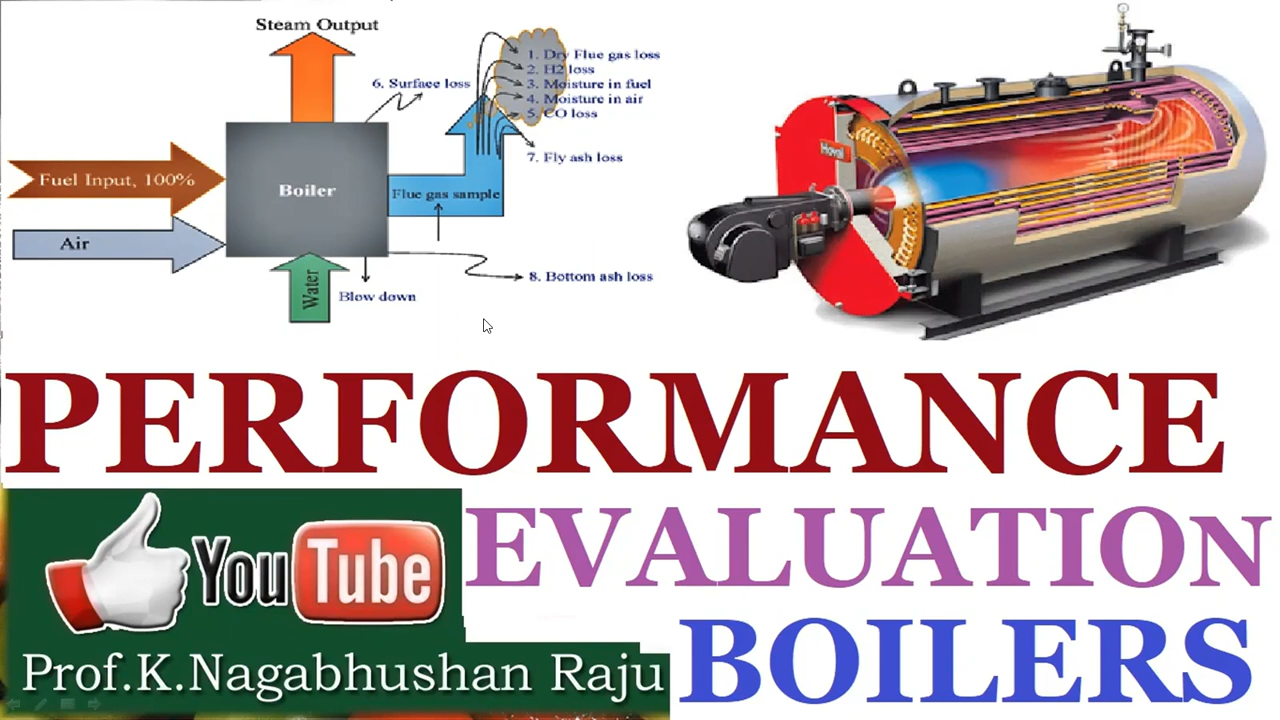 Steam Output
1. Dry Flue gas loss
2. H2 loss
3. Moisture in fuel
4. Moisture in air
5. CO loss
6. Surface loss
7. Fly ash loss
Fuel Input, 100%
Boiler
Flue gas sample
Air
Water
Blow down
8. Bottom ash loss
Hoval
PERFORMANCE
EVALUATION
BOILERS
YouTube
Prof.K.Nagabhushan Raju